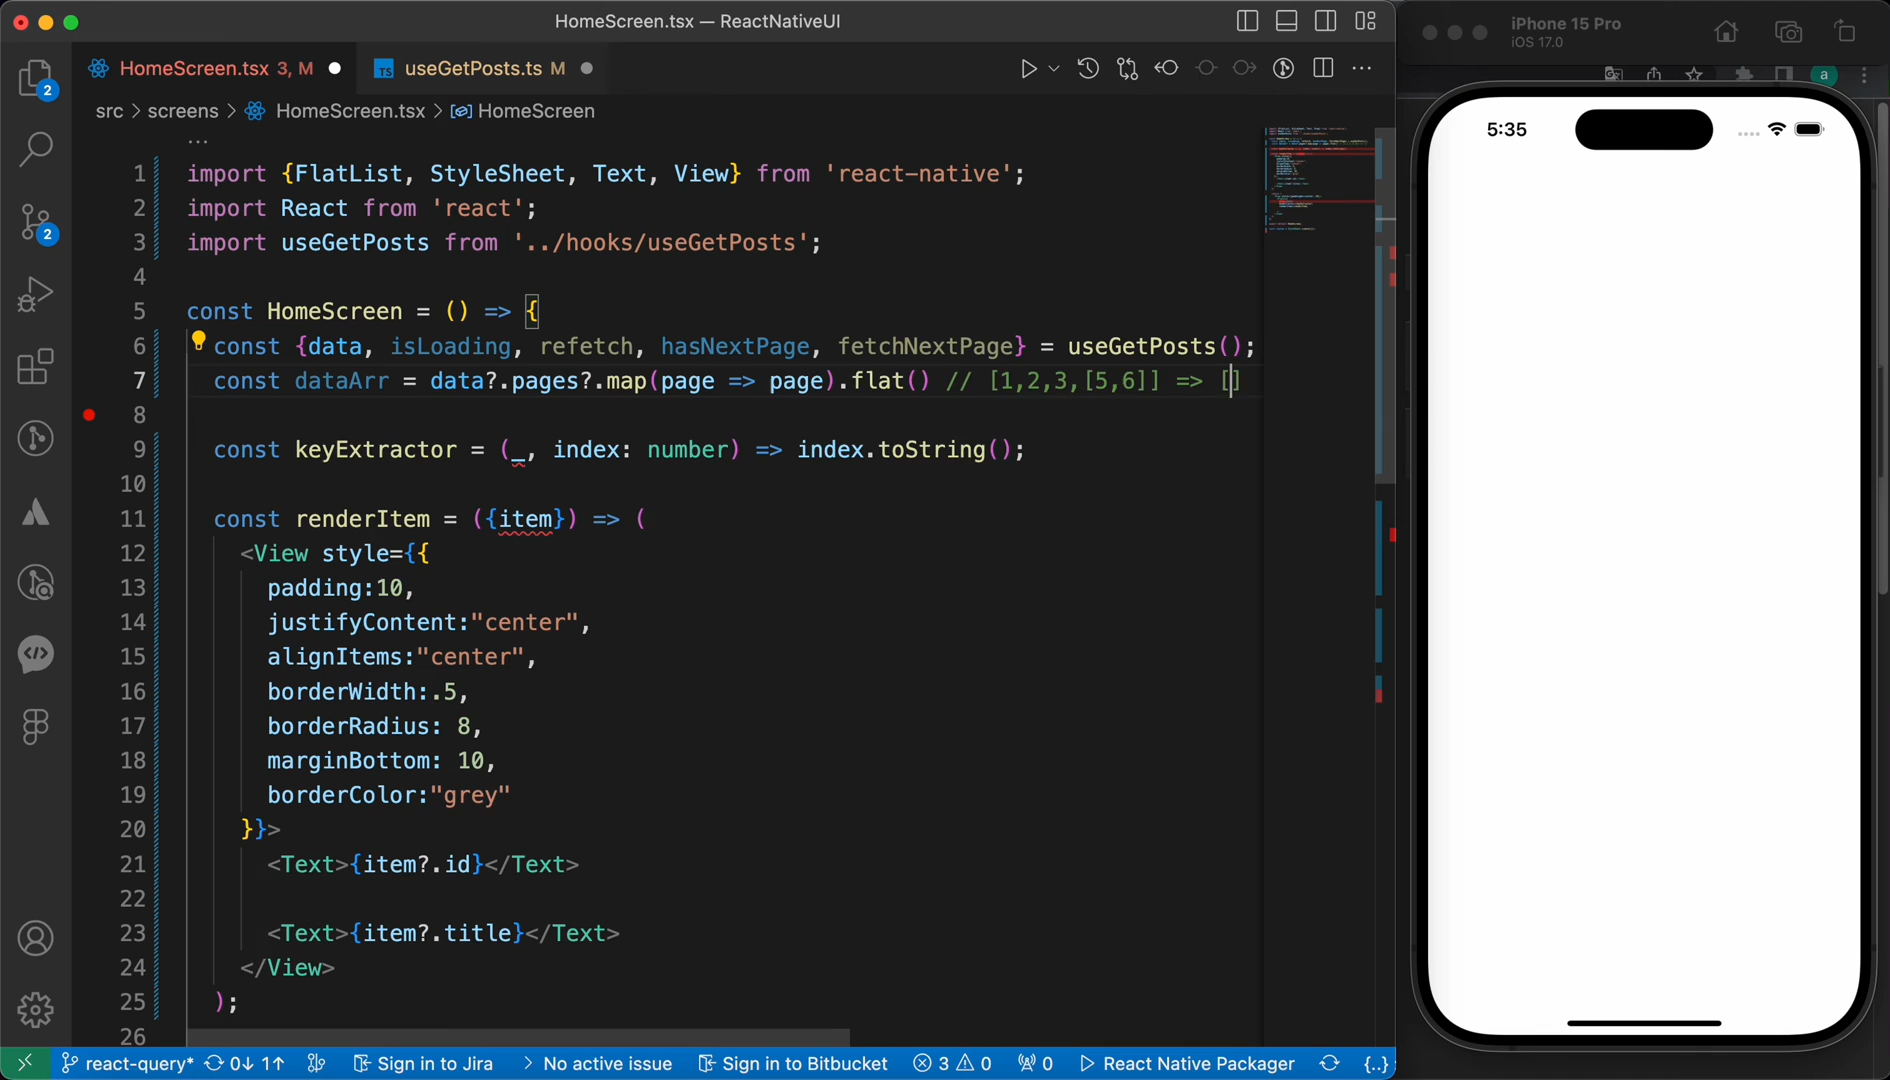 HomeScreen.tsx — ReactNativeUI
iPhone 15 Pro
iOS 17.0
2
HomeScreen.tsx 3, M
TS useGetPosts.ts M
a
src > screens > HomeScreen.tsx > HomeScreen
...
5:35
1 import {FlatList, StyleSheet, Text, View} from 'react-native';
2 import React from 'react';
3 import useGetPosts from '../hooks/useGetPosts';
4
5 const HomeScreen = () => {
6 const {data, isLoading, refetch, hasNextPage, fetchNextPage} = useGetPosts();
7 const dataArr = data?.pages?.map(page => page).flat() // [1,2,3,[5,6]] => []
8
9 const keyExtractor = (_, index: number) => index.toString();
10
11 const renderItem = ({item}) => (
12 <View style={{
13 padding:10,
14 justifyContent:"center",
15 alignItems:"center",
16 borderWidth:.5,
17 borderRadius: 8,
18 marginBottom: 10,
19 borderColor:"grey"
20 }}>
21 <Text>{item?.id}</Text>
22
23 <Text>{item?.title}</Text>
24 </View>
25 );
26
2
react-query* 0↓ 1↑ Sign in to Jira > No active issue Sign in to Bitbucket 3 0 0 React Native Packager {..}